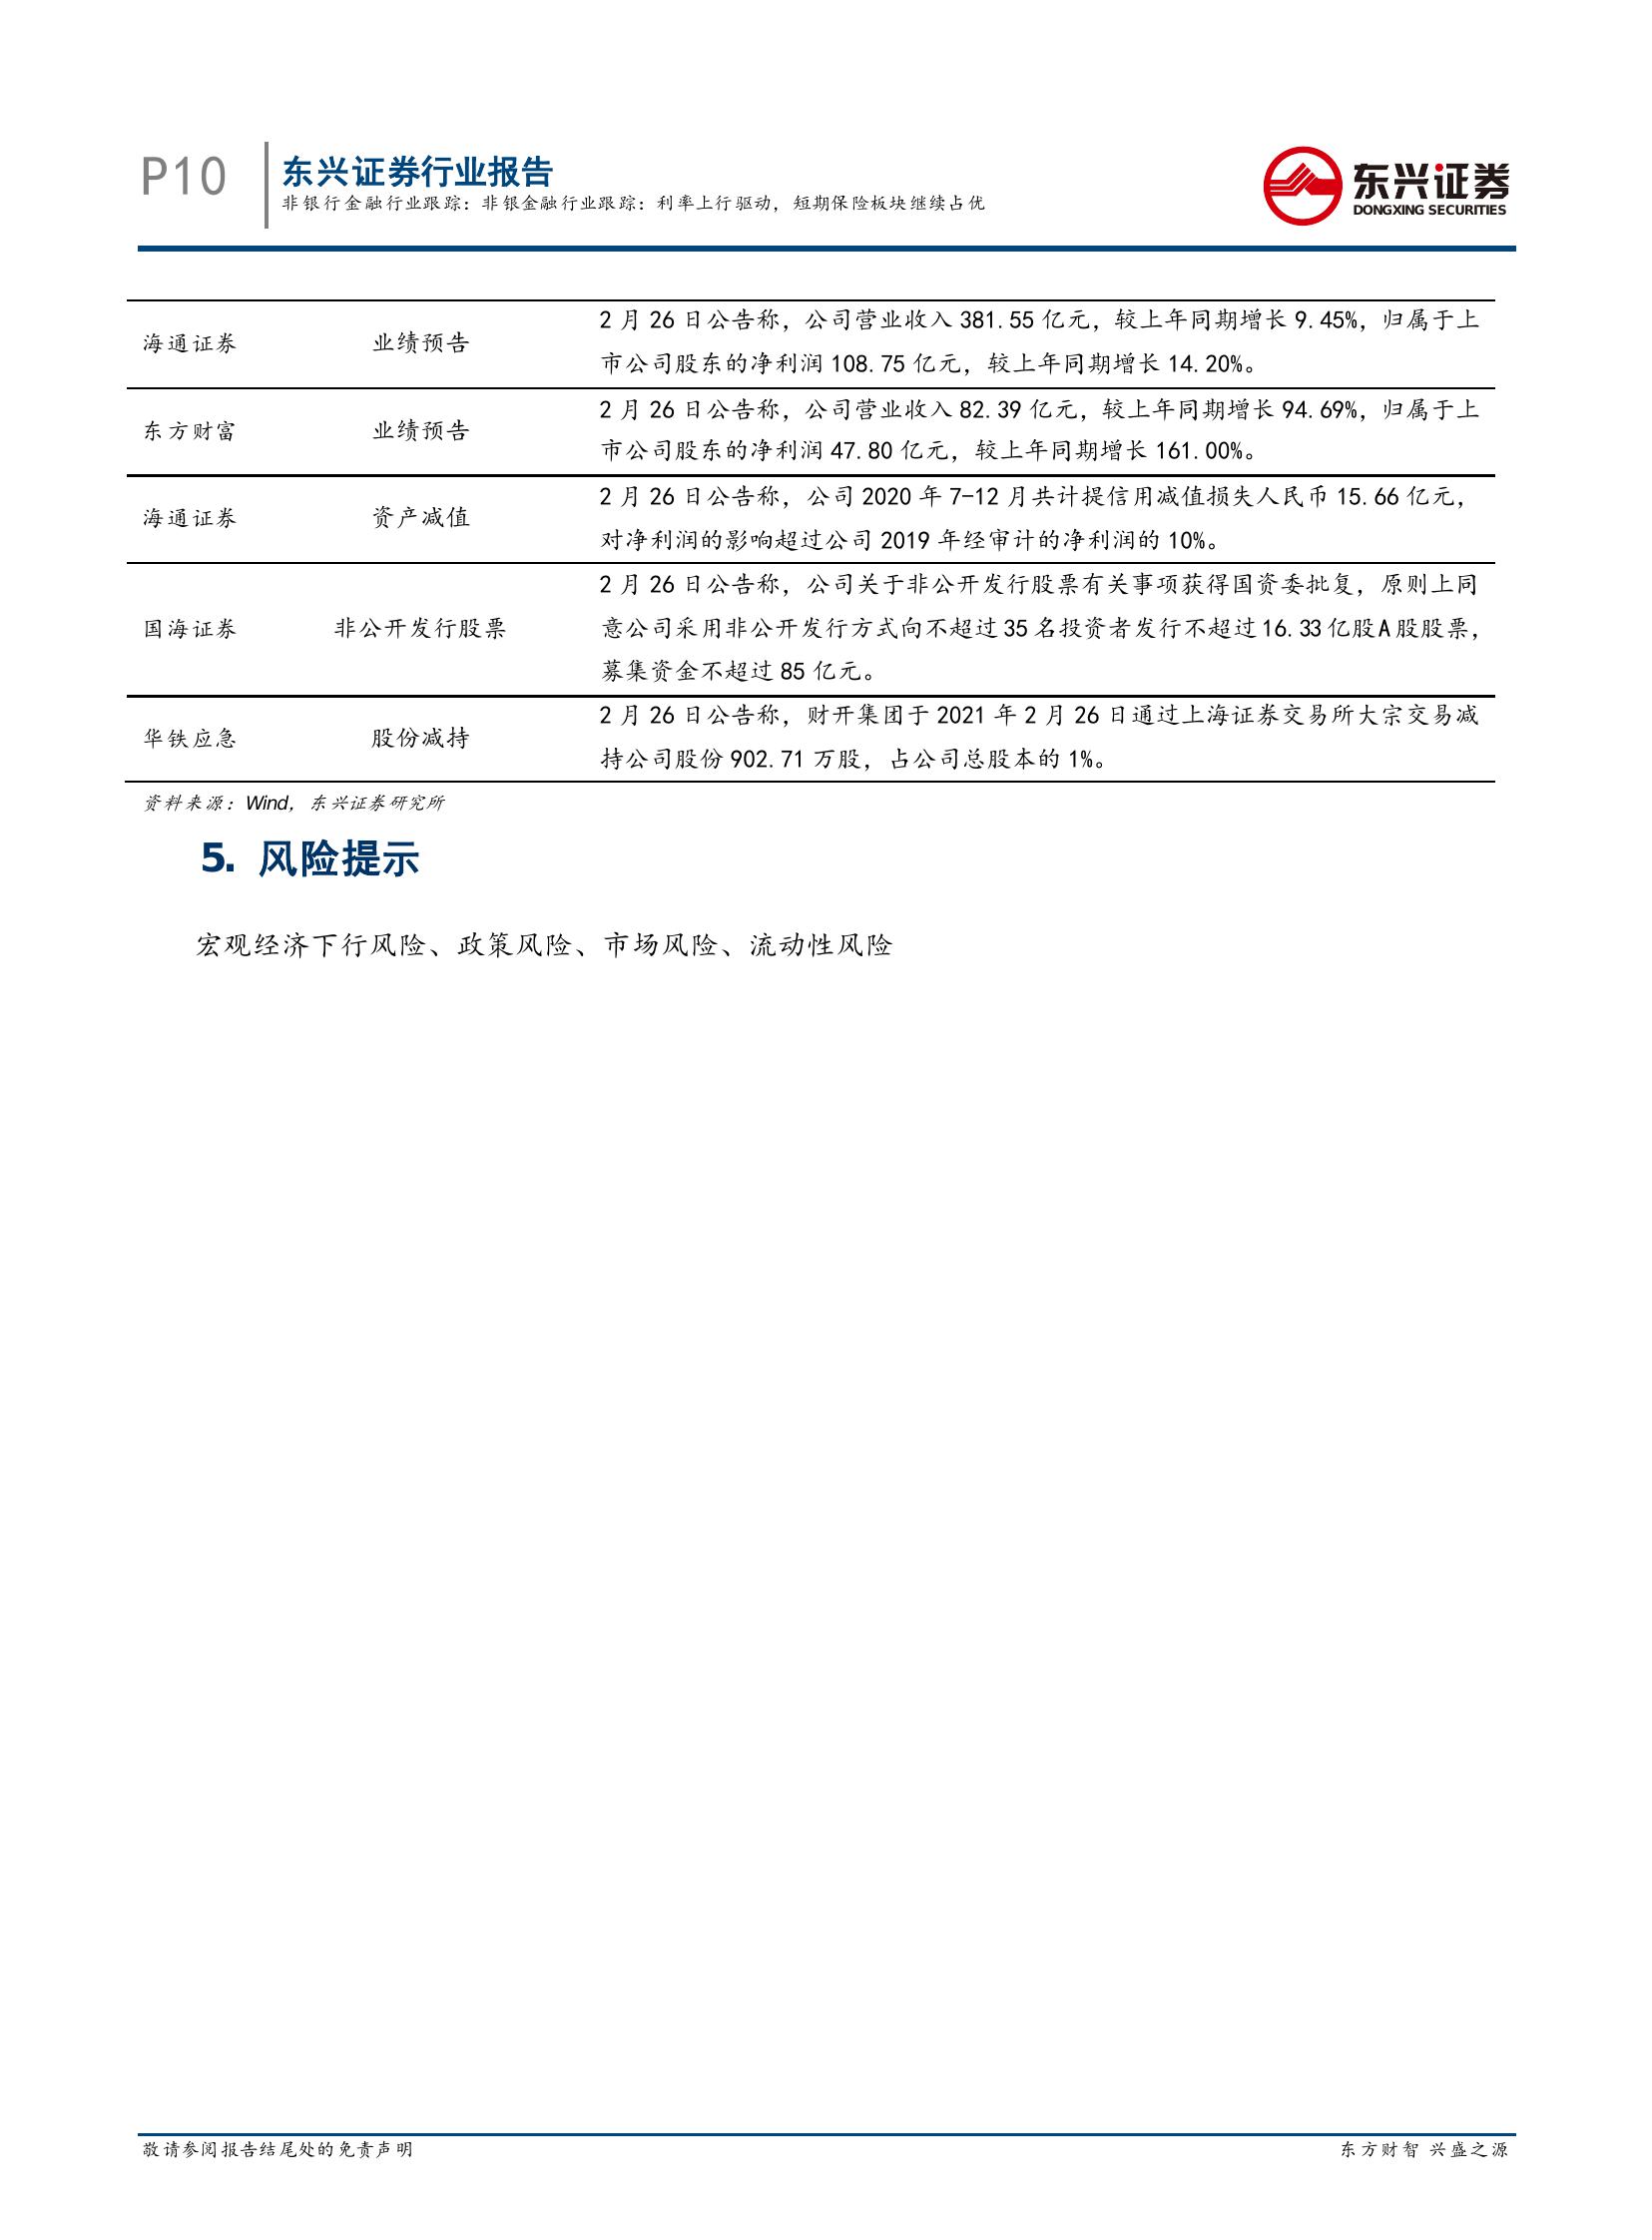 P10
东兴证券行业报告
非银行金融行业跟踪：非银金融行业跟踪：利率上行驱动，短期保险板块继续占优
东兴证券
DONGXING SECURITIES
海通证券
业绩预告
2 月 26 日公告称，公司营业收入 381.55 亿元，较上年同期增长 9.45%，归属于上
市公司股东的净利润 108.75 亿元，较上年同期增长 14.20%。
东方财富
业绩预告
2 月 26 日公告称，公司营业收入 82.39 亿元，较上年同期增长 94.69%，归属于上
市公司股东的净利润 47.80 亿元，较上年同期增长 161.00%。
海通证券
资产减值
2 月 26 日公告称，公司 2020 年 7-12 月共计提信用减值损失人民币 15.66 亿元，
对净利润的影响超过公司 2019 年经审计的净利润的 10%。
国海证券
非公开发行股票
2 月 26 日公告称，公司关于非公开发行股票有关事项获得国资委批复，原则上同
意公司采用非公开发行方式向不超过 35 名投资者发行不超过 16.33 亿股 A 股股票，
募集资金不超过 85 亿元。
华铁应急
股份减持
2 月 26 日公告称，财开集团于 2021 年 2 月 26 日通过上海证券交易所大宗交易减
持公司股份 902.71 万股，占公司总股本的 1%。
资料来源：Wind，东兴证券研究所
5. 风险提示
宏观经济下行风险、政策风险、市场风险、流动性风险
敬请参阅报告结尾处的免责声明
东方财智 兴盛之源